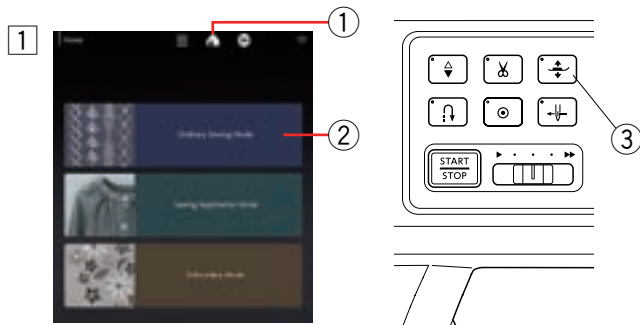 1
Home
1
Ordinary Sewing Mode
2
Sewing Application Mode
Embroidery Mode
3
START
STOP